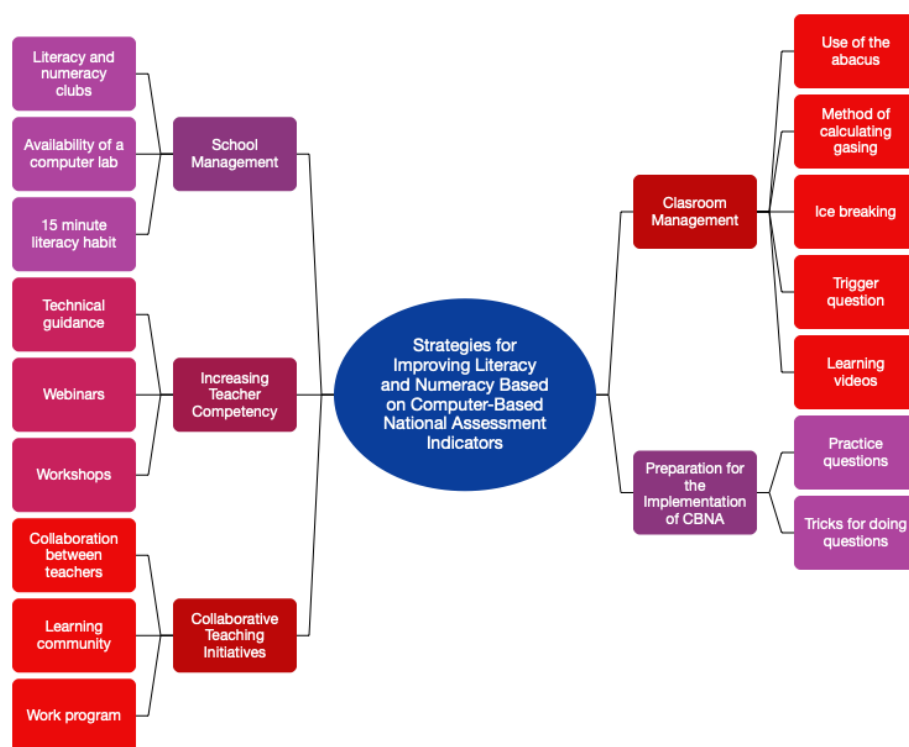 Literacy and
numeracy
clubs
Availability of a
computer lab
15 minute
literacy habit
School
Management
Technical
guidance
Webinars
Workshops
Increasing
Teacher
Competency
Collaboration
between
teachers
Learning
community
Work program
Collaborative
Teaching
Initiatives
Strategies for
Improving Literacy
and Numeracy Based
on Computer-Based
National Assessment
Indicators
Clasroom
Management
Use of the
abacus
Method of
calculating
gasing
Ice breaking
Trigger
question
Learning
videos
Preparation for
the
Implementation
of CBNA
Practice
questions
Tricks for doing
questions